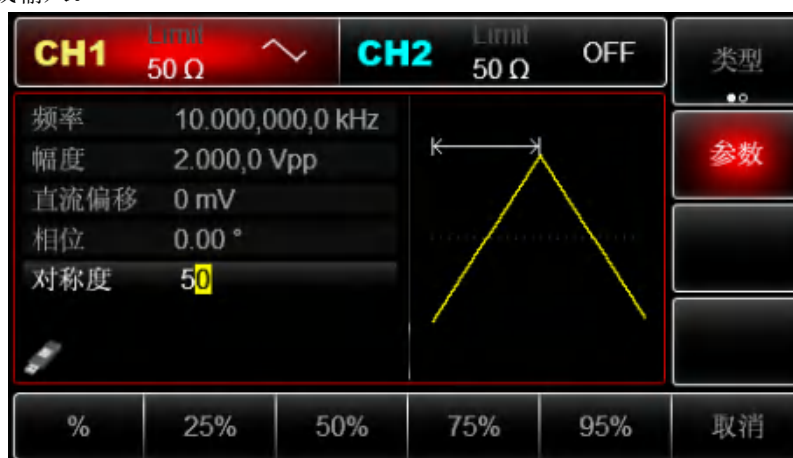 CH1 Limit 50 Ω
CH2 Limit 50 Ω OFF
类型
频率 10.000,000,0 kHz
幅度 2.000,0 Vpp
直流偏移 0 mV
相位 0.00 °
对称度 50
参数
% 25% 50% 75% 95% 取消